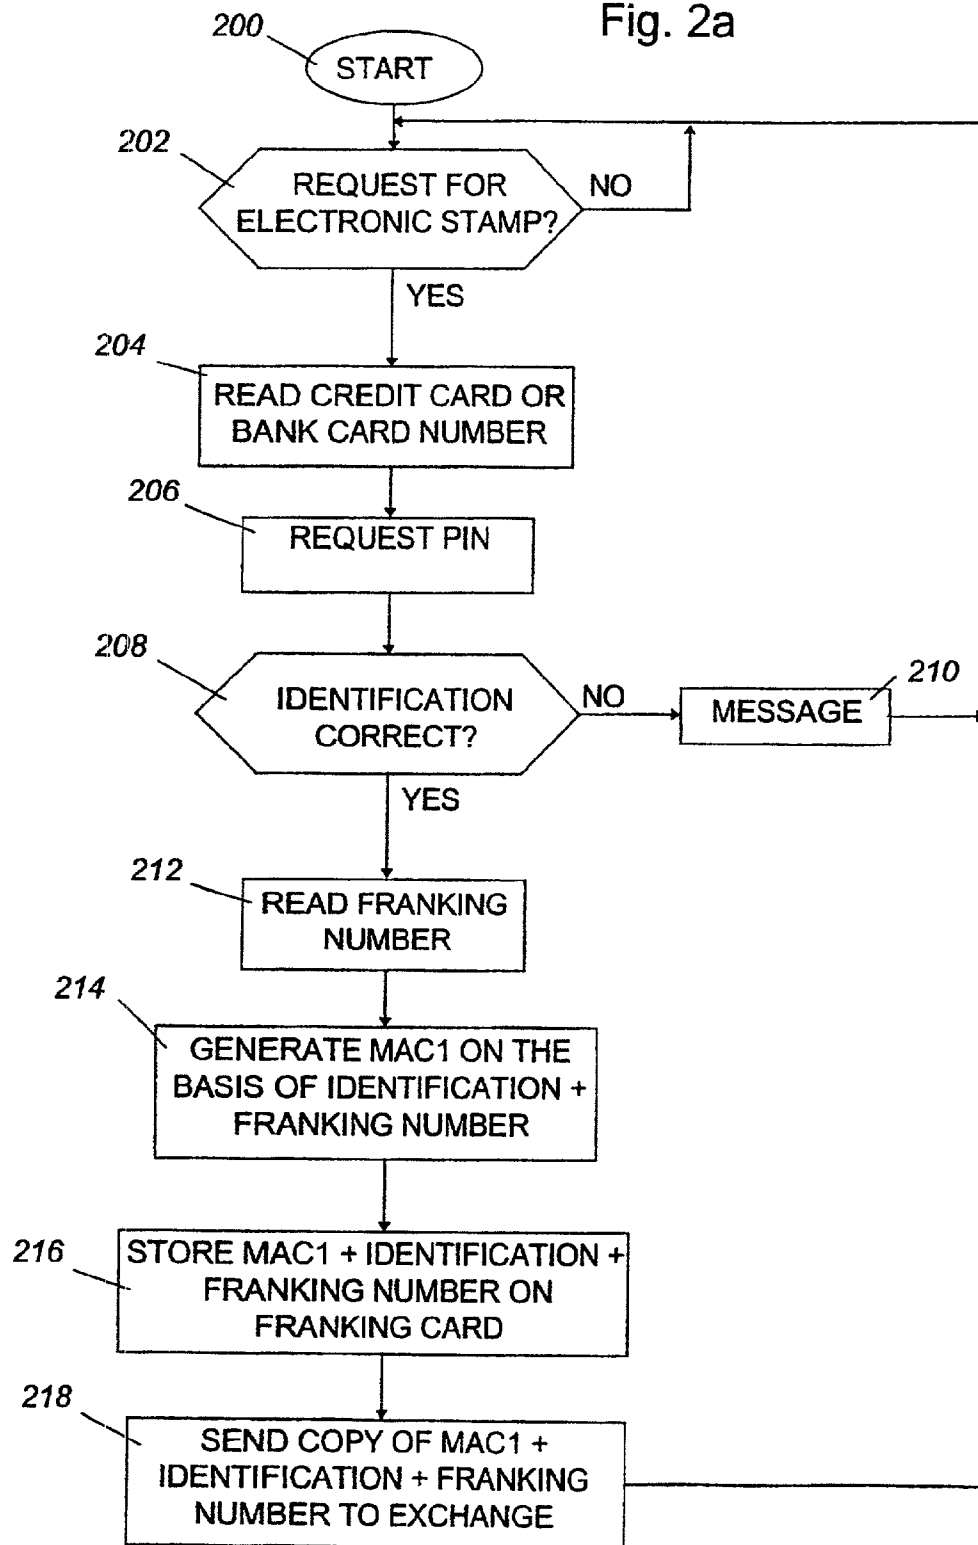 Fig. 2a
200
START
202
REQUEST FOR
ELECTRONIC STAMP?
NO
YES
204
READ CREDIT CARD OR
BANK CARD NUMBER
206
REQUEST PIN
208
IDENTIFICATION
CORRECT?
NO
210
MESSAGE
YES
212
READ FRANKING
NUMBER
214
GENERATE MAC1 ON THE
BASIS OF IDENTIFICATION +
FRANKING NUMBER
216
STORE MAC1 + IDENTIFICATION +
FRANKING NUMBER ON
FRANKING CARD
218
SEND COPY OF MAC1 +
IDENTIFICATION + FRANKING
NUMBER TO EXCHANGE